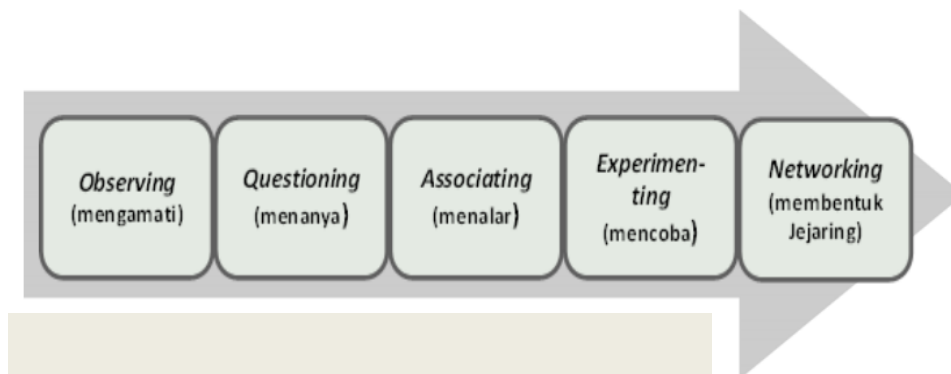 Observing
(mengamati)
Questioning
(menanya)
Associating
(menalar)
Experimen-
ting
(mencoba)
Networking
(membentuk
Jejaring)